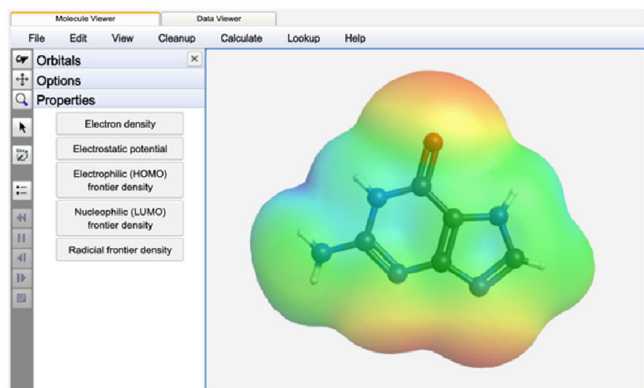 Molecule Viewer
Data Viewer
File Edit View Cleanup Calculate Lookup Help
Orbitals
Options
Properties
Electron density
Electrostatic potential
Electrophilic (HOMO)
frontier density
Nucleophilic (LUMO)
frontier density
Radicial frontier density